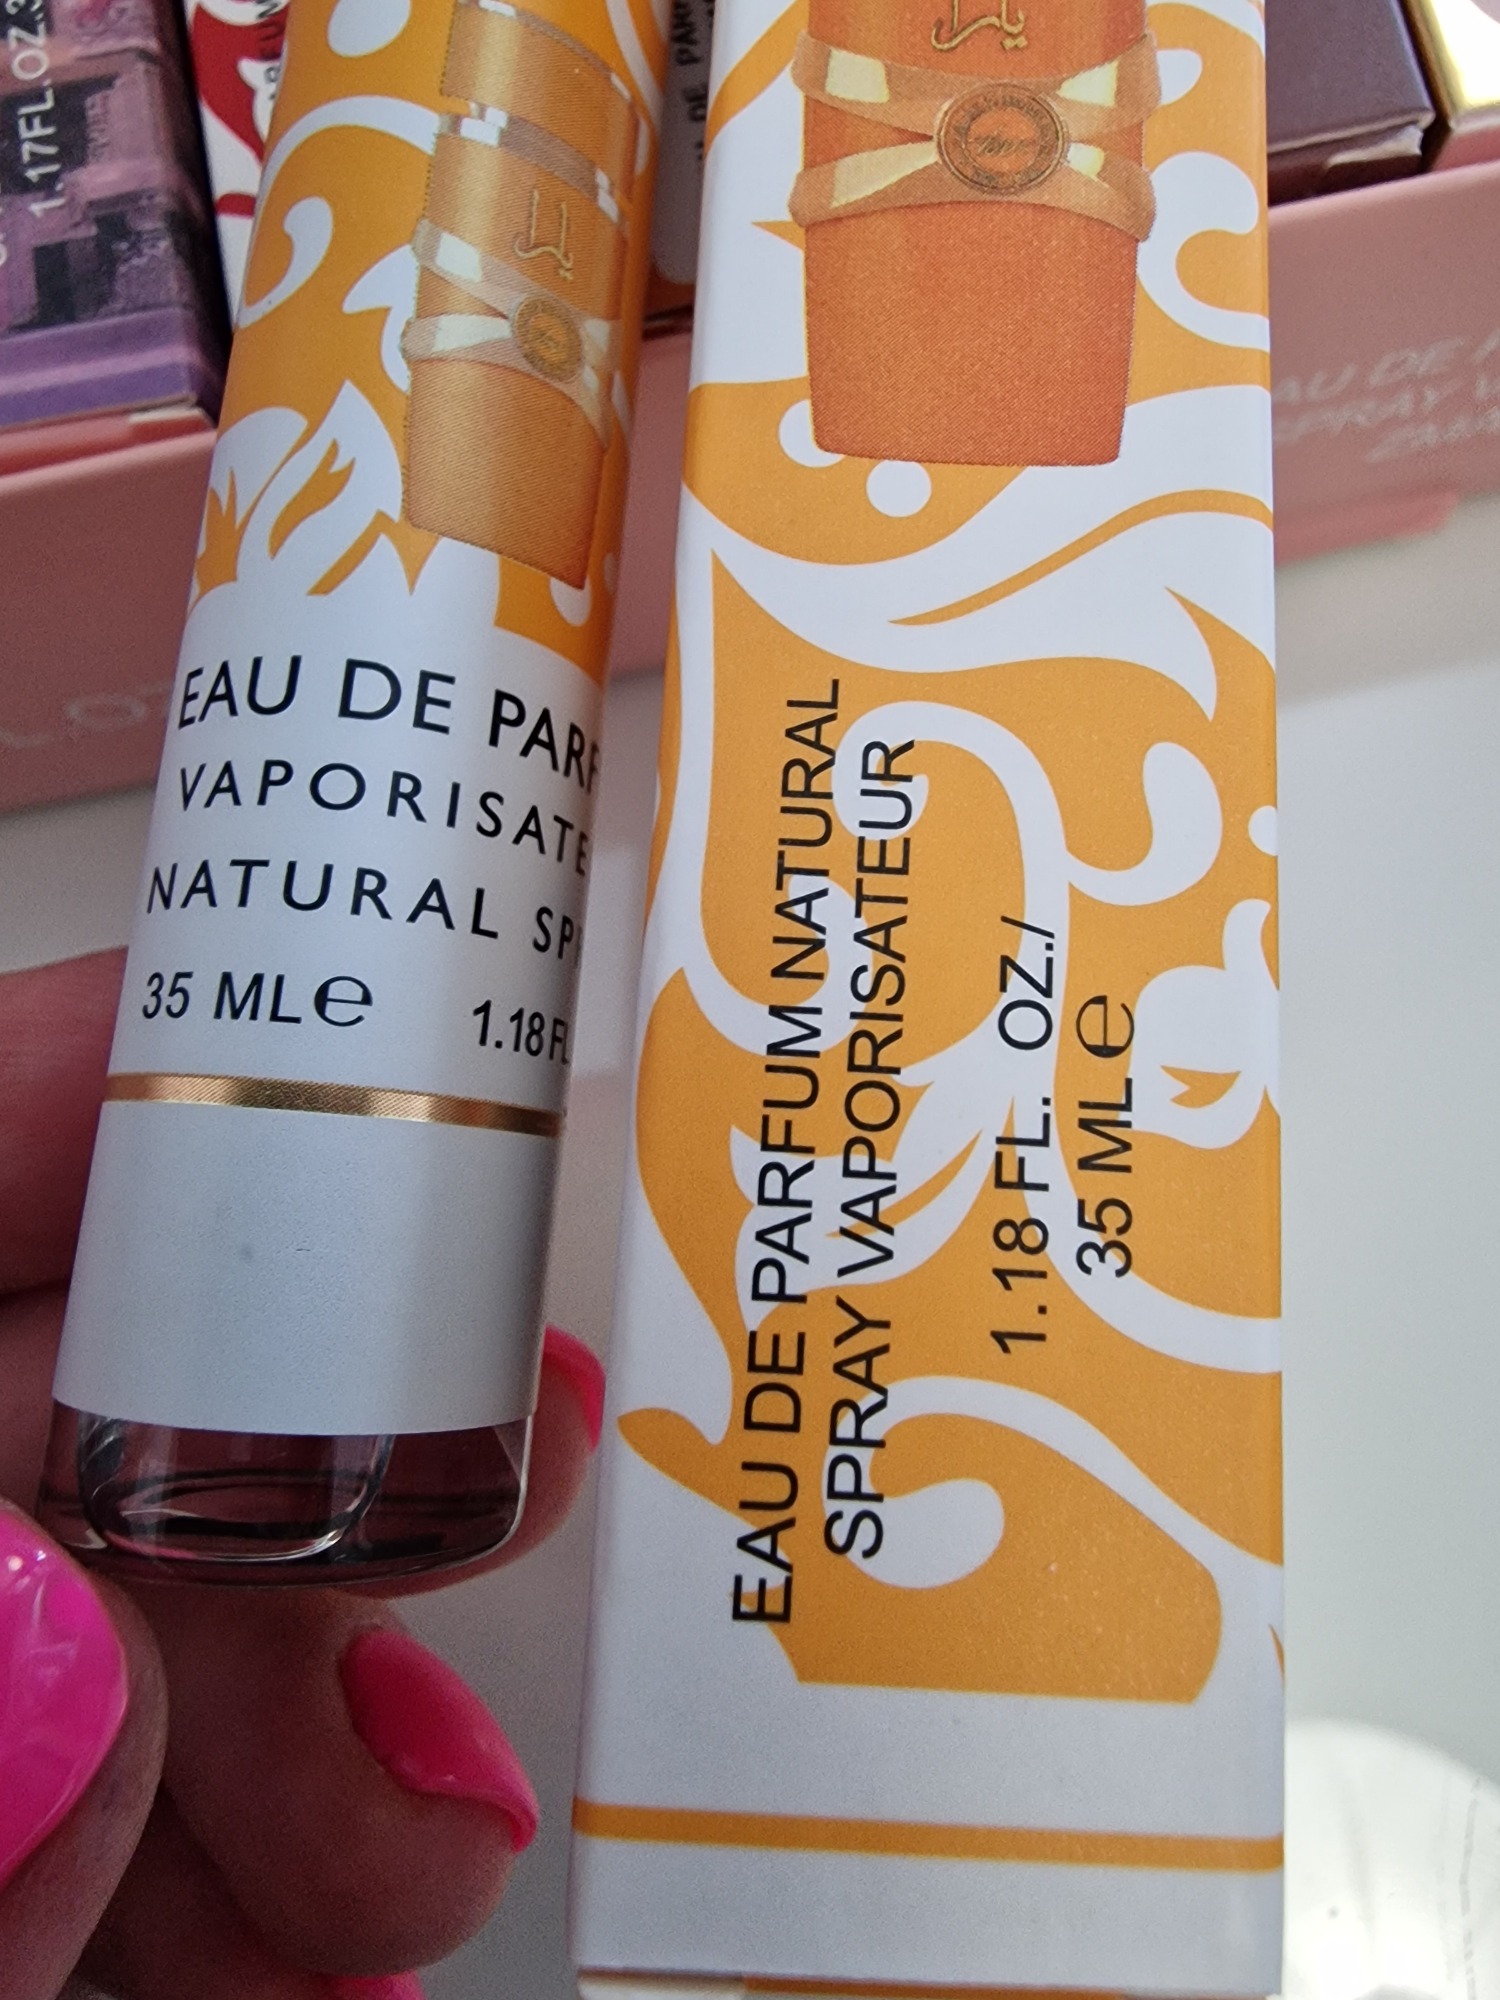 1.17FL.OZ.
يارا
EAU DE PARF
VAPORISATE
NATURAL SP
35 ML℮ 1.18 FL
يارا
EAU DE PARFUM NATURAL
SPRAY VAPORISATEUR
1.18 FL. OZ./
35 ML℮